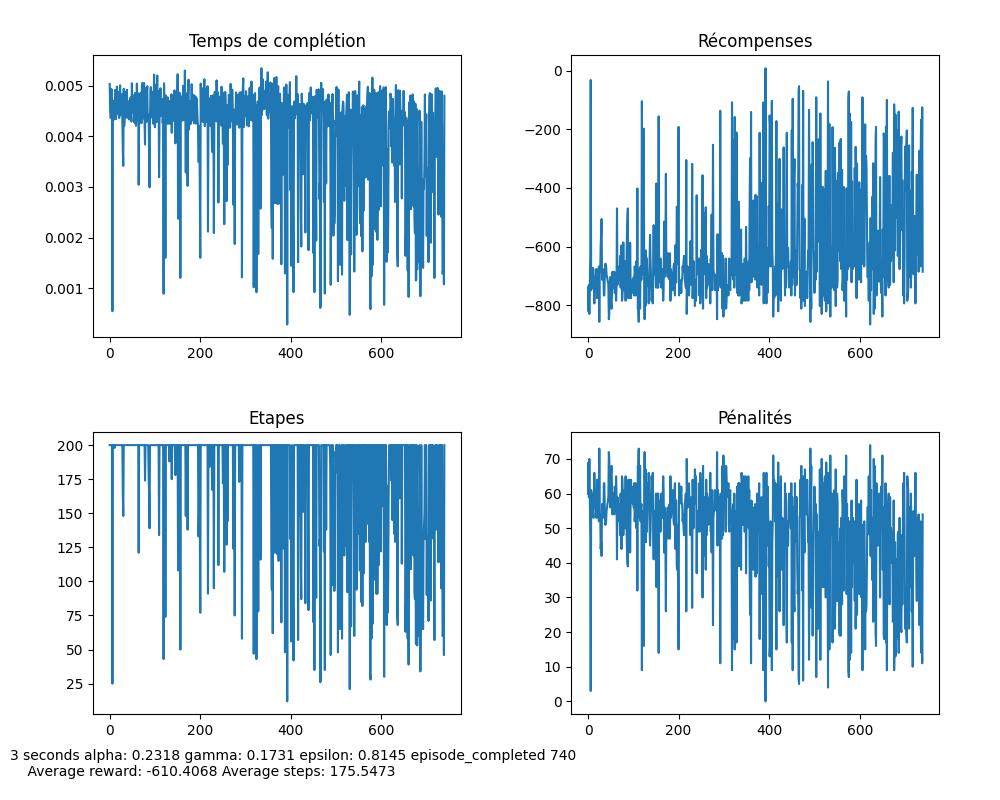 Temps de complétion
0.005
0.004
0.003
0.002
0.001
0 200 400 600
Récompenses
0
−200
−400
−600
−800
0 200 400 600
Etapes
200
175
150
125
100
75
50
25
0 200 400 600
Pénalités
70
60
50
40
30
20
10
0
0 200 400 600
3 seconds alpha: 0.2318 gamma: 0.1731 epsilon: 0.8145 episode_completed 740
Average reward: -610.4068 Average steps: 175.5473